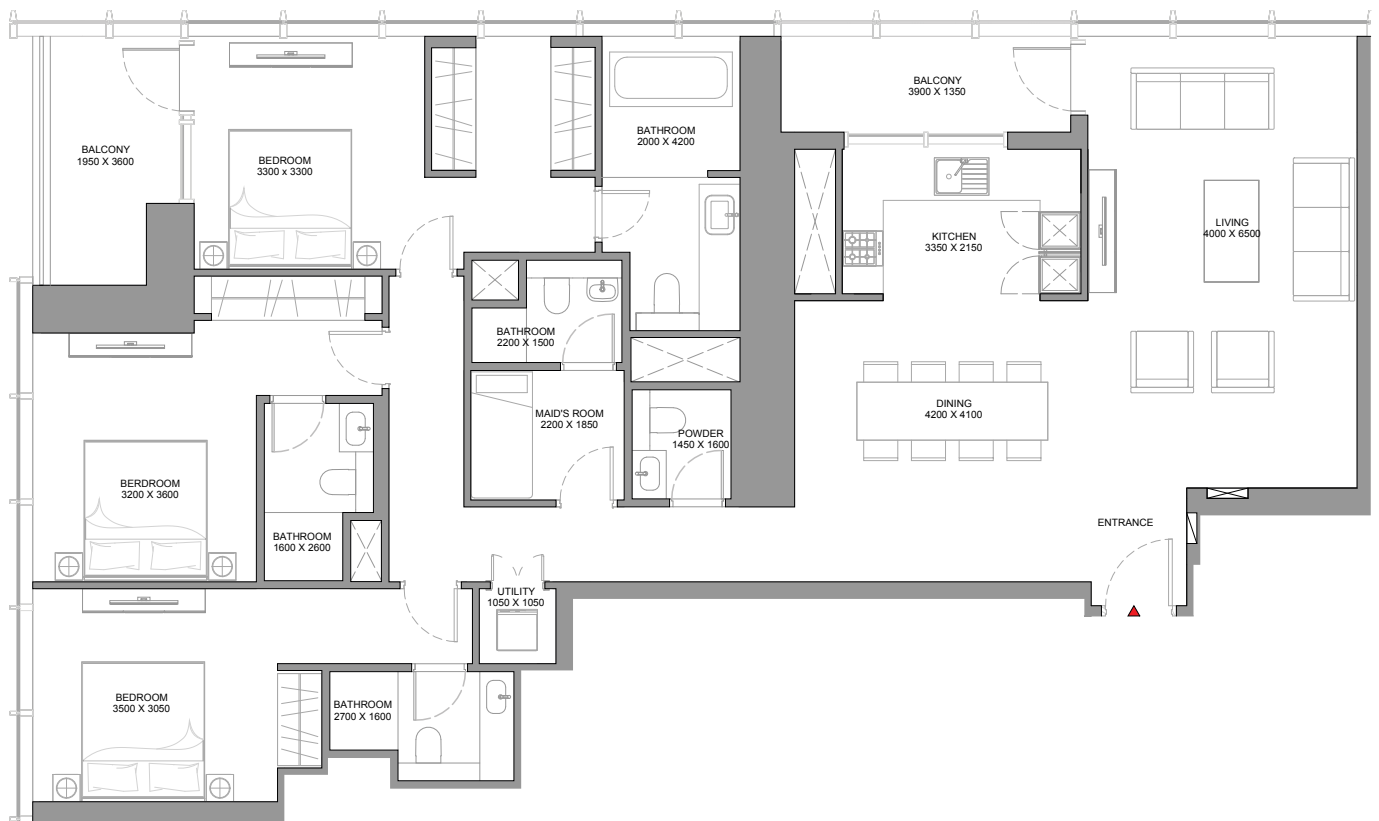 BALCONY
3900 X 1350
BATHROOM
2000 X 4200
BALCONY
1950 X 3600
BEDROOM
3300 x 3300
LIVING
4000 X 6500
KITCHEN
3350 X 2150
BATHROOM
2200 X 1500
MAID'S ROOM
2200 X 1850
DINING
4200 X 4100
POWDER
1450 X 1600
BERDROOM
3200 X 3600
ENTRANCE
BATHROOM
1600 X 2600
UTILITY
1050 X 1050
BEDROOM
3500 X 3050
BATHROOM
2700 X 1600